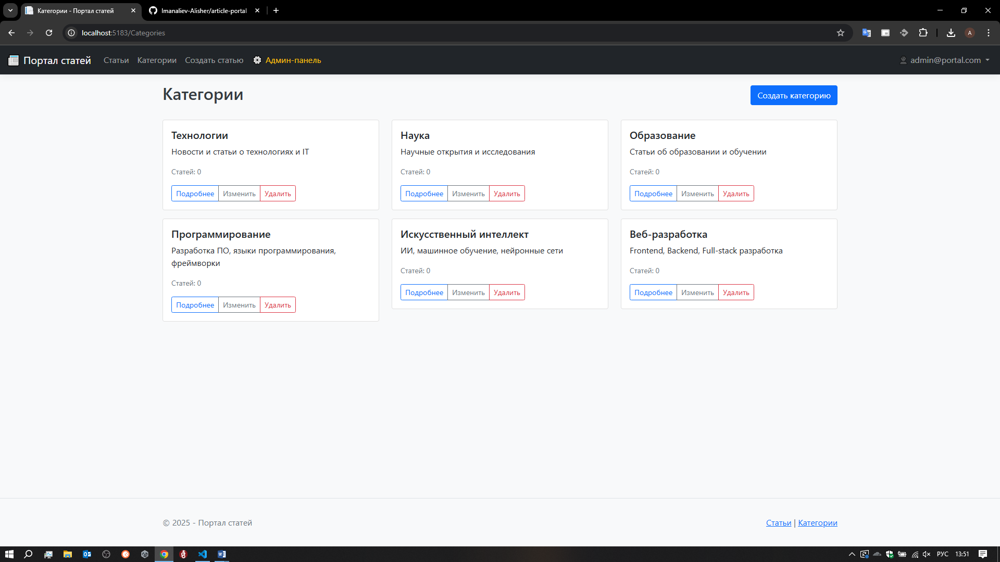 Категории - Портал статей
Imanaliev-Alisher/article-portal
localhost:5183/Categories
A
Портал статей
Статьи
Категории
Создать статью
Админ-панель
admin@portal.com
Категории
Создать категорию
Технологии
Новости и статьи о технологиях и IT
Статей: 0
Подробнее Изменить Удалить
Наука
Научные открытия и исследования
Статей: 0
Подробнее Изменить Удалить
Образование
Статьи об образовании и обучении
Статей: 0
Подробнее Изменить Удалить
Программирование
Разработка ПО, языки программирования,
фреймворки
Статей: 0
Подробнее Изменить Удалить
Искусственный интеллект
ИИ, машинное обучение, нейронные сети
Статей: 0
Подробнее Изменить Удалить
Веб-разработка
Frontend, Backend, Full-stack разработка
Статей: 0
Подробнее Изменить Удалить
© 2025 - Портал статей
Статьи | Категории
РУС
13:51